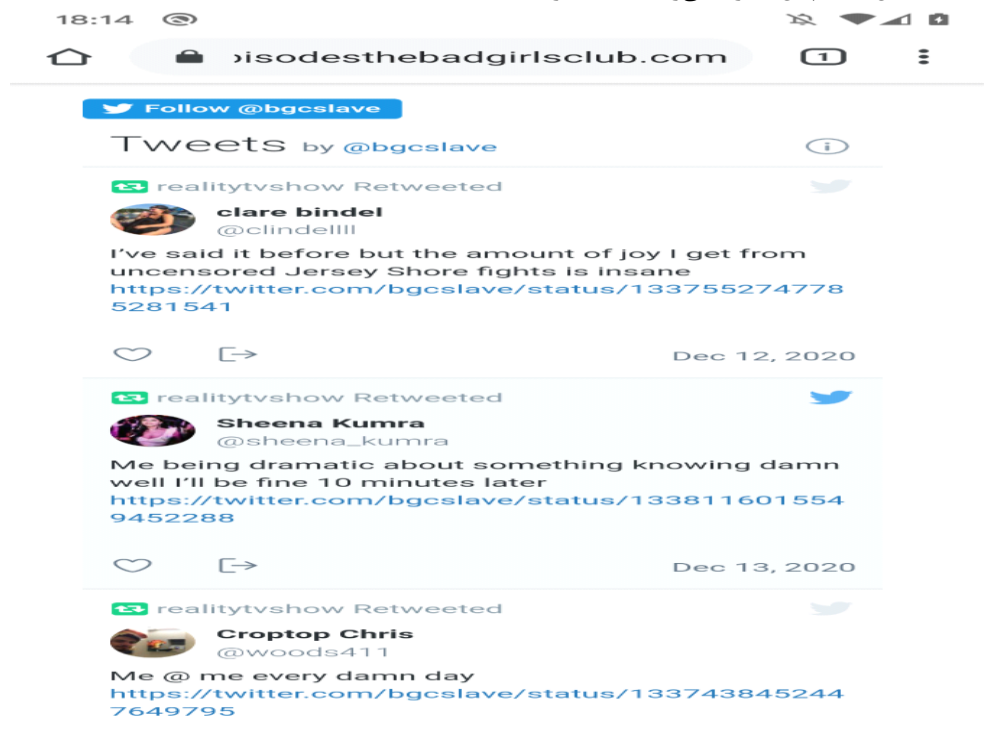 18:14
›isodesthebadgirlsclub.com
1
Follow @bgcslave
Tweets by @bgcslave
realitytvshow Retweeted
clare bindel
@clindellll
I've said it before but the amount of joy I get from
uncensored Jersey Shore fights is insane
https://twitter.com/bgcslave/status/133755274778
5281541
Dec 12, 2020
realitytvshow Retweeted
Sheena Kumra
@sheena_kumra
Me being dramatic about something knowing damn
well I'll be fine 10 minutes later
https://twitter.com/bgcslave/status/133811601554
9452288
Dec 13, 2020
realitytvshow Retweeted
Croptop Chris
@woods411
Me @ me every damn day
https://twitter.com/bgcslave/status/133743845244
7649795